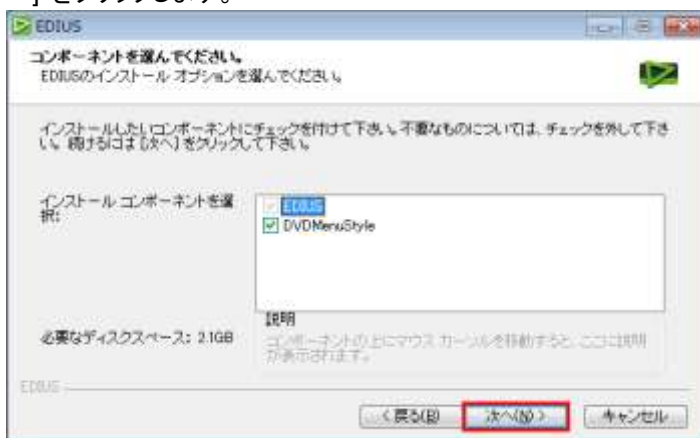 ］をクリックします。
EDIUS
コンポーネントを選んでください。
EDIUSのインストール オプションを選んでください。
インストールしたいコンポーネントにチェックを付けて下さい。不要なものについては、チェックを外して下さ
い。続けるには [次へ] をクリックして下さい。
インストール コンポーネントを選
択:
EDIUS
DVDMenuStyle
必要なディスクスペース: 2.1GB
説明
コンポーネントの上にマウス カーソルを移動すると、ここに説明
が表示されます。
EDIUS
< 戻る(B)
次へ(N) >
キャンセル